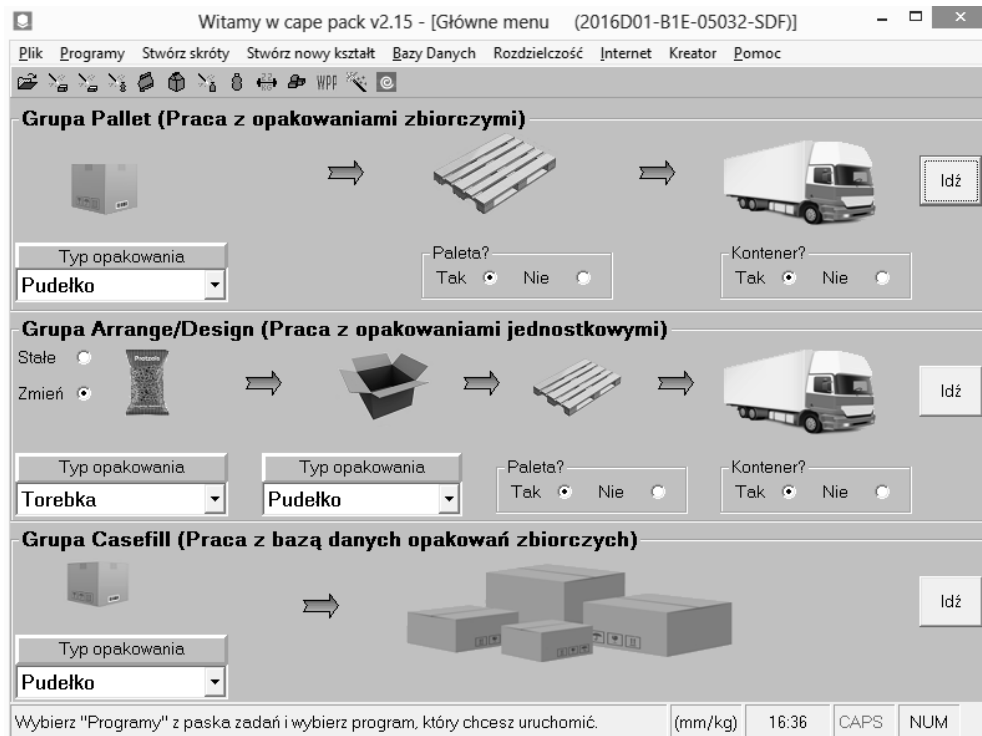 Witamy w cape pack v2.15 - [Główne menu (2016D01-B1E-05032-SDF)]
Plik Programy Stwórz skróty Stwórz nowy kształt Bazy Danych Rozdzielczość Internet Kreator Pomoc
WPP
Grupa Pallet (Praca z opakowaniami zbiorczymi)
Idź
Typ opakowania
Pudełko
Paleta?
Tak Nie
Kontener?
Tak Nie
Grupa Arrange/Design (Praca z opakowaniami jednostkowymi)
Stałe
Zmień
Pretzels
Idź
Typ opakowania
Torebka
Typ opakowania
Pudełko
Paleta?
Tak Nie
Kontener?
Tak Nie
Grupa Casefill (Praca z bazą danych opakowań zbiorczych)
Idź
Typ opakowania
Pudełko
Wybierz "Programy" z paska zadań i wybierz program, który chcesz uruchomić. (mm/kg) 16:36 CAPS NUM